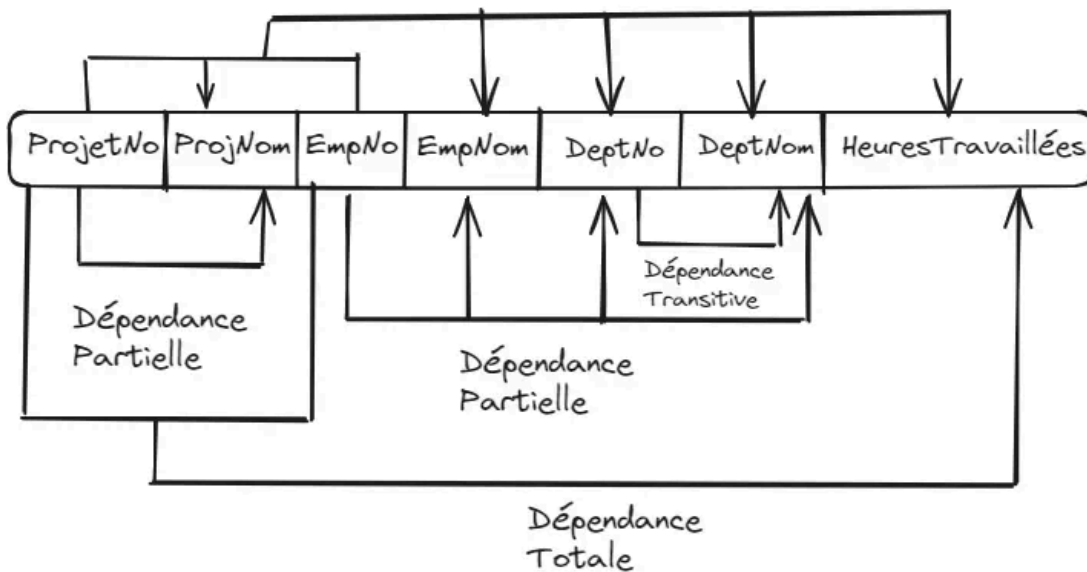 ProjetNo ProjNom EmpNo EmpNom DeptNo DeptNom HeuresTravaillées
Dépendance
Transitive
Dépendance
Partielle
Dépendance
Partielle
Dépendance
Totale